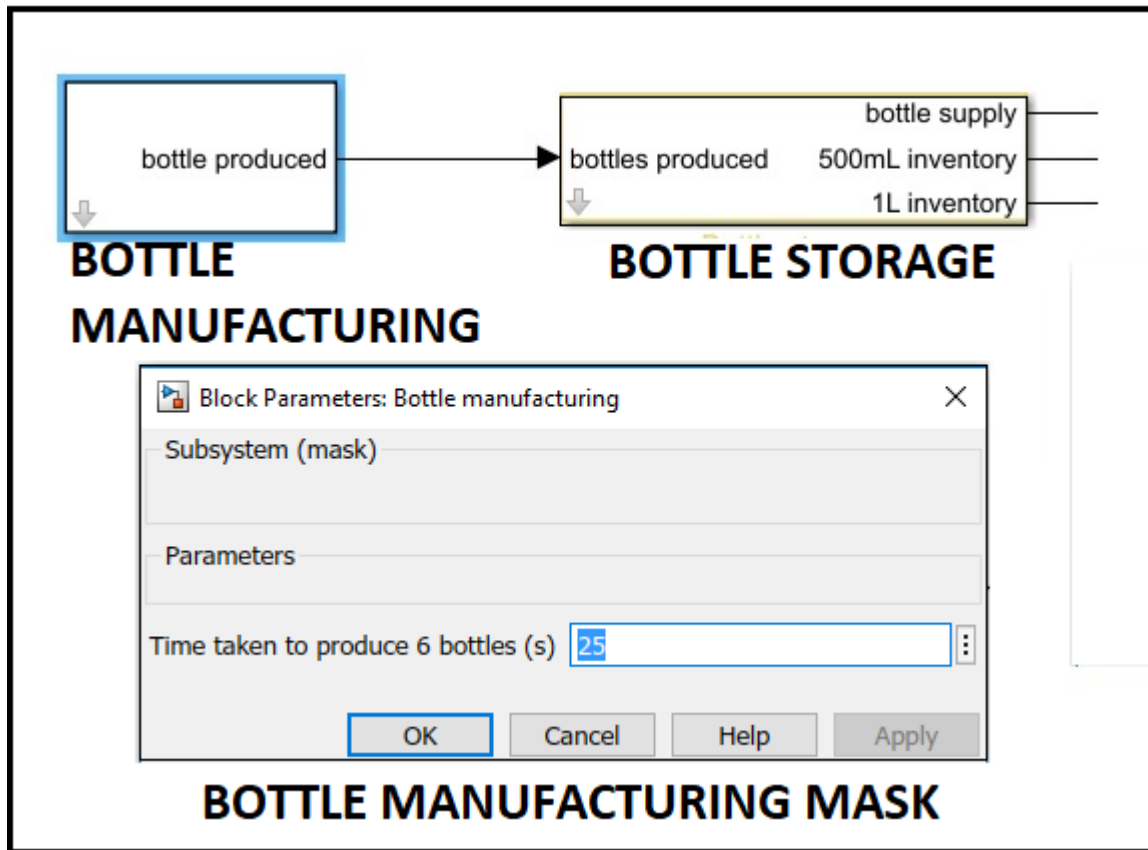 bottle produced
bottles produced
bottle supply
500mL inventory
1L inventory
BOTTLE
MANUFACTURING
BOTTLE STORAGE
Block Parameters: Bottle manufacturing
Subsystem (mask)
Parameters
Time taken to produce 6 bottles (s) 25
OK Cancel Help Apply
BOTTLE MANUFACTURING MASK